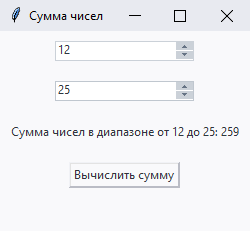 Сумма чисел
12
25
Сумма чисел в диапазоне от 12 до 25: 259
Вычислить сумму